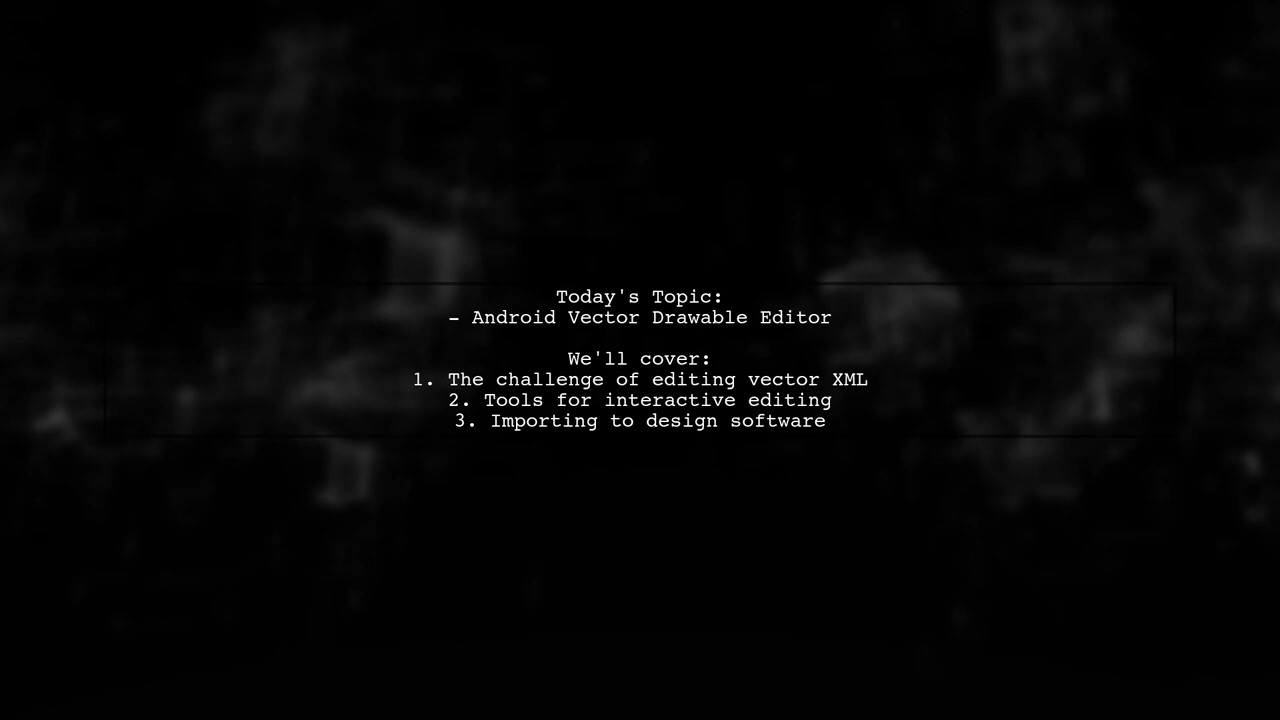 Today's Topic:
- Android Vector Drawable Editor
We'll cover:
1. The challenge of editing vector XML
2. Tools for interactive editing
3. Importing to design software